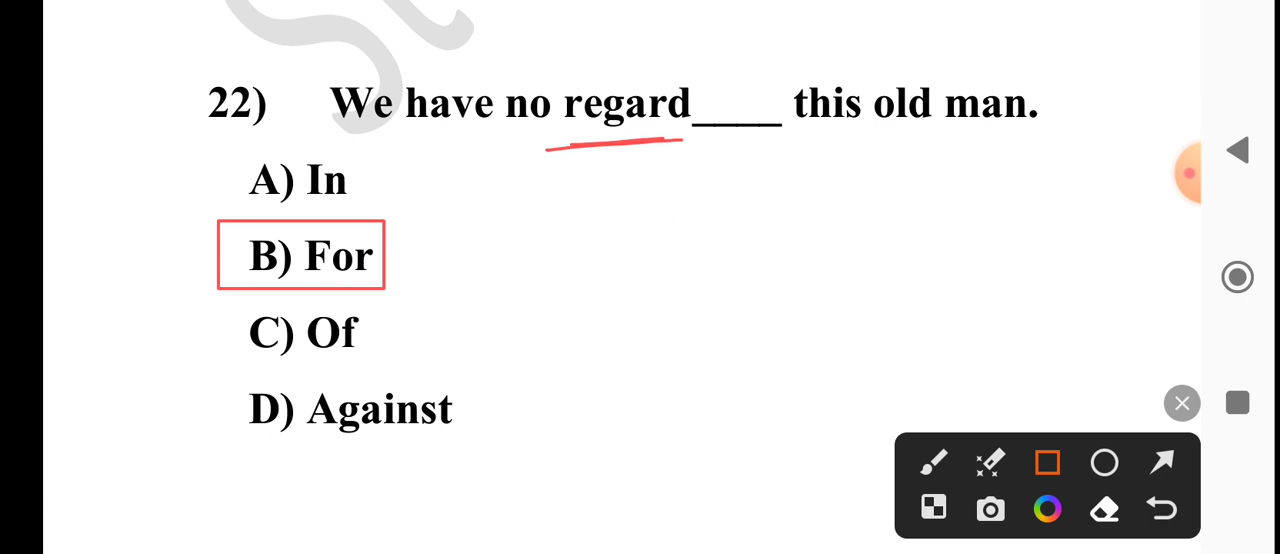 22) We have no regard____ this old man.
A) In
B) For
C) Of
D) Against